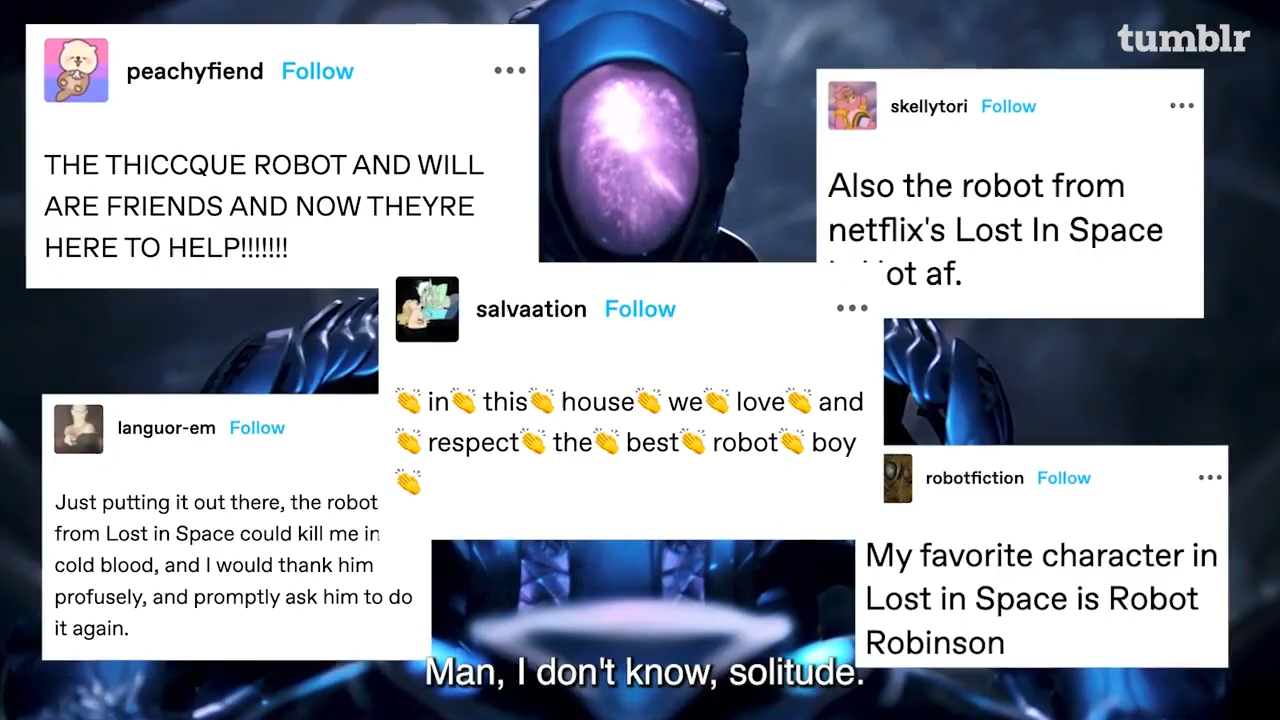 tumblr
peachyfiend Follow
THE THICCQUE ROBOT AND WILL
ARE FRIENDS AND NOW THEYRE
HERE TO HELP!!!!!!!
skellytori Follow
Also the robot from
netflix's Lost In Space
ot af.
salvaation Follow
👏 in👏 this👏 house👏 we👏 love👏 and
👏 respect👏 the👏 best👏 robot👏 boy
👏
languor-em Follow
Just putting it out there, the robot
from Lost in Space could kill me in
cold blood, and I would thank him
profusely, and promptly ask him to do
it again.
robotfiction Follow
My favorite character in
Lost in Space is Robot
Robinson
Man, I don't know, solitude.